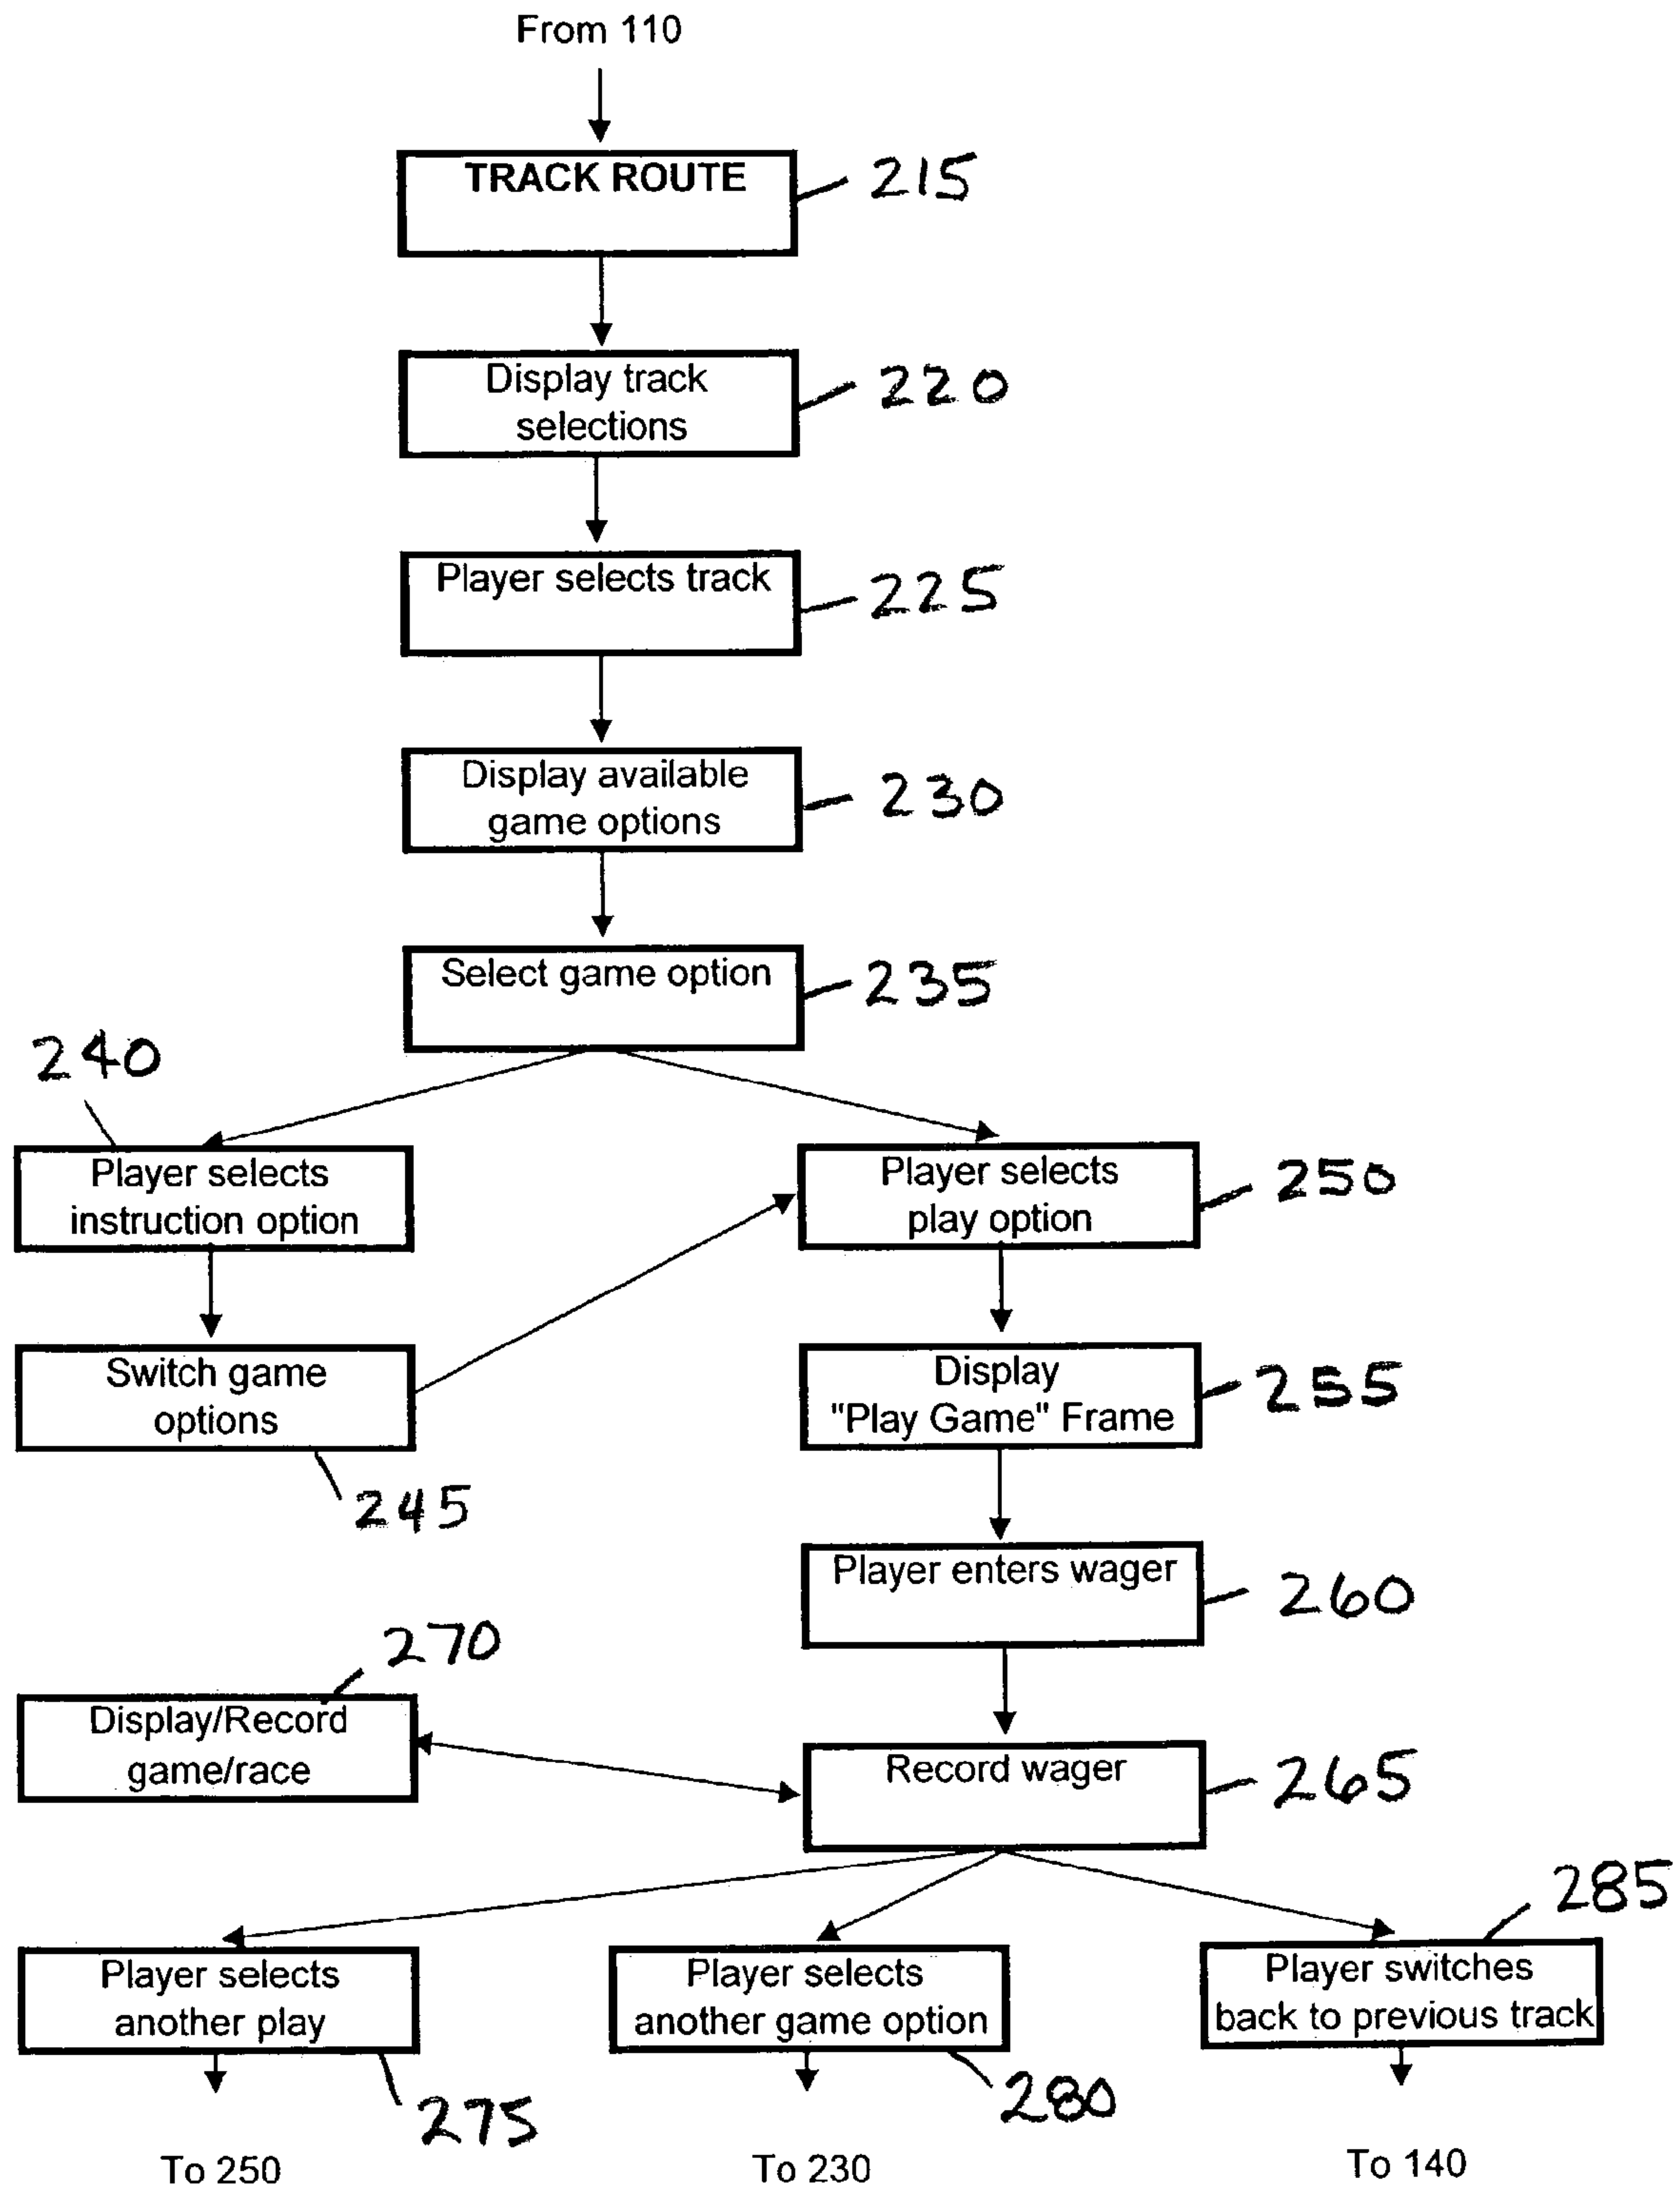 From 110
TRACK ROUTE
215
Display track
selections
220
Player selects track
225
Display available
game options
230
Select game option
235
240
Player selects
instruction option
Player selects
play option
250
Switch game
options
245
Display
"Play Game" Frame
255
Player enters wager
260
270
Display/Record
game/race
Record wager
265
285
Player selects
another play
275
Player selects
another game option
280
Player switches
back to previous track
To 250
To 230
To 140